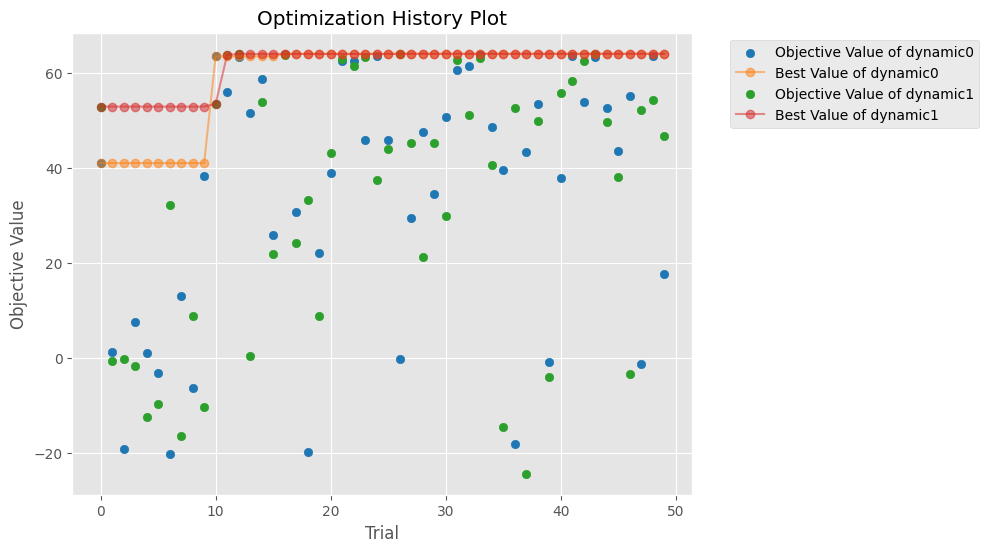 Optimization History Plot
Objective Value of dynamic0
Best Value of dynamic0
Objective Value of dynamic1
Best Value of dynamic1
Objective Value
60
40
20
0
−20
0 10 20 30 40 50
Trial